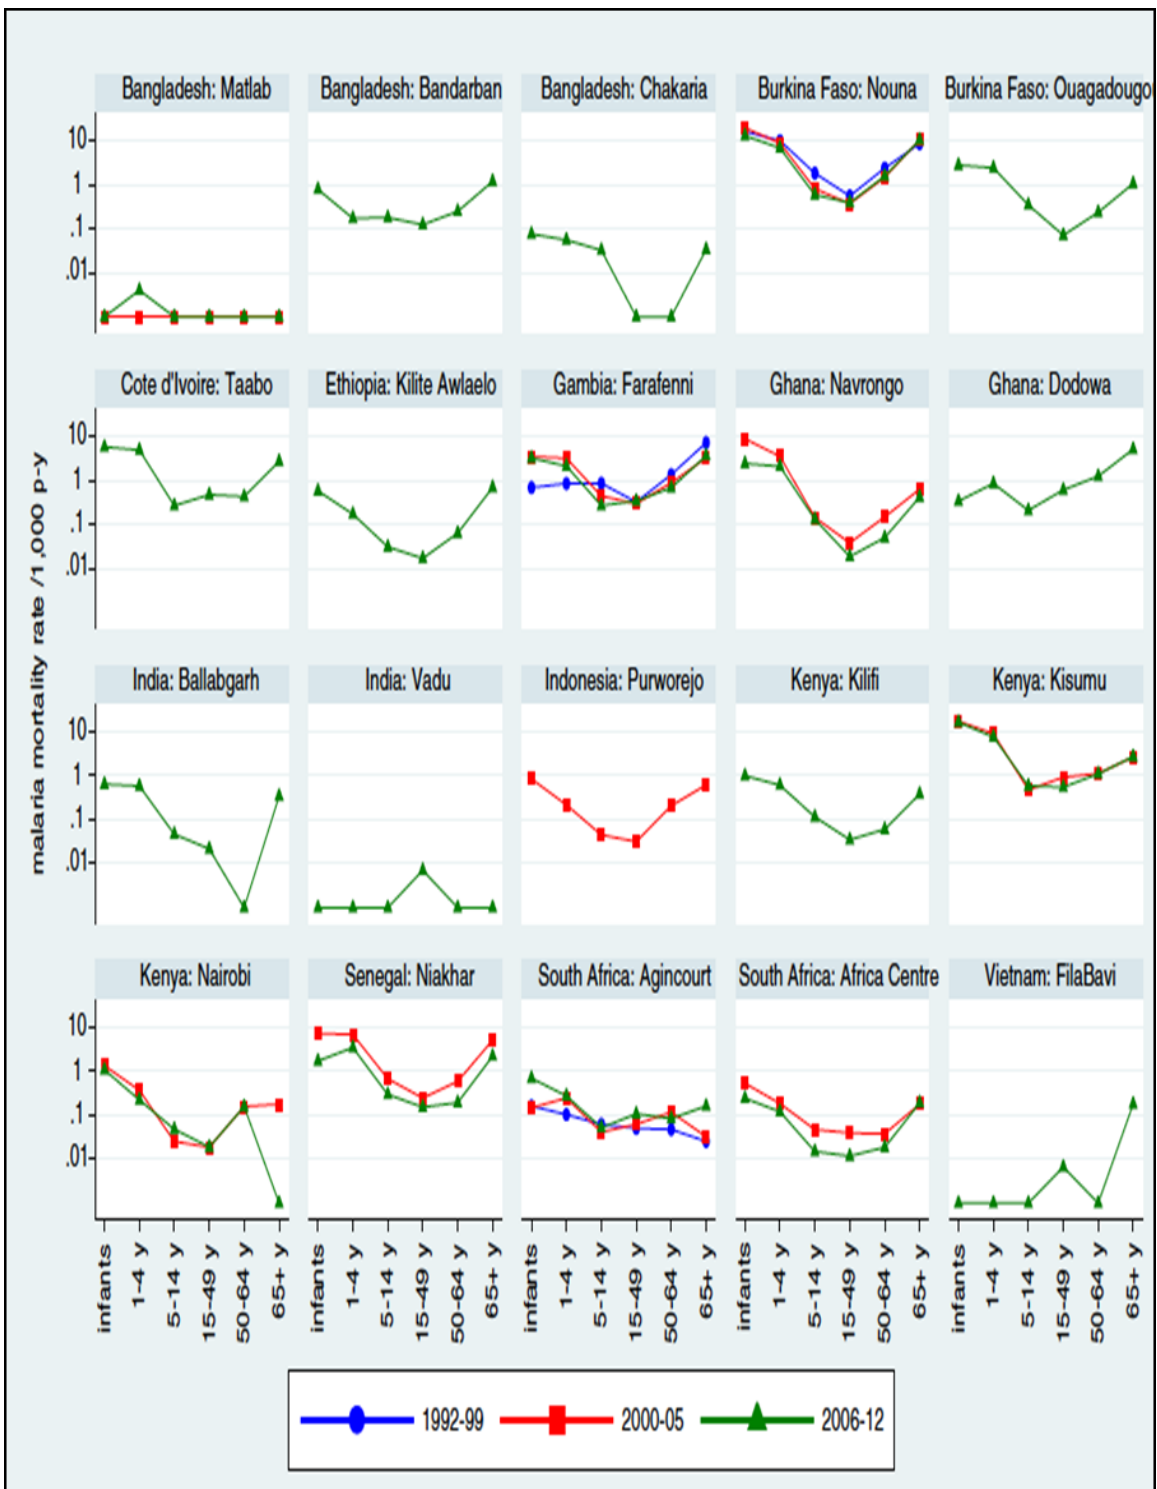 Bangladesh: Matlab Bangladesh: Bandarban Bangladesh: Chakaria Burkina Faso: Nouna Burkina Faso: Ouagadougo
10
1
.1
.01
Cote d'Ivoire: Taabo Ethiopia: Kilite Awlaelo Gambia: Farafenni Ghana: Navrongo Ghana: Dodowa
10
1
.1
.01
malaria mortality rate /1,000 p-y
India: Ballabgarh India: Vadu Indonesia: Purworejo Kenya: Kilifi Kenya: Kisumu
10
1
.1
.01
Kenya: Nairobi Senegal: Niakhar South Africa: Agincourt South Africa: Africa Centre Vietnam: FilaBavi
10
1
.1
.01
infants 1-4 y 5-14 y 15-49 y 50-64 y 65+ y infants 1-4 y 5-14 y 15-49 y 50-64 y 65+ y infants 1-4 y 5-14 y 15-49 y 50-64 y 65+ y infants 1-4 y 5-14 y 15-49 y 50-64 y 65+ y infants 1-4 y 5-14 y 15-49 y 50-64 y 65+ y
1992-99 2000-05 2006-12